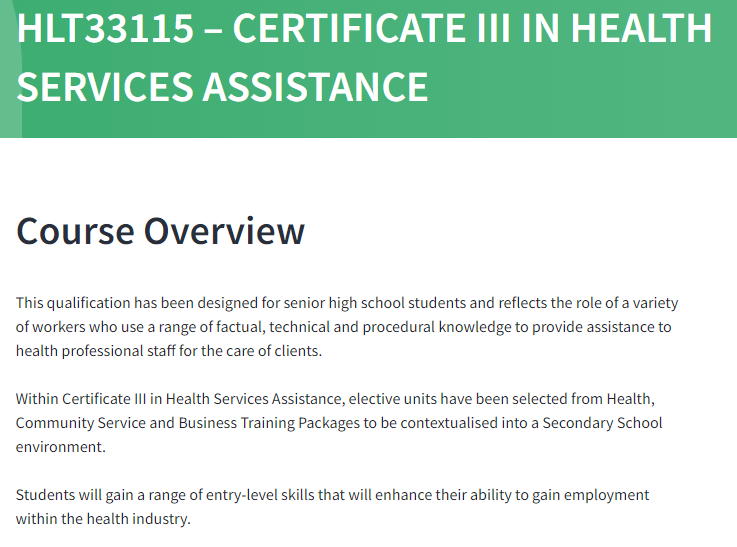 HLT33115 – CERTIFICATE III IN HEALTH
SERVICES ASSISTANCE
Course Overview
This qualification has been designed for senior high school students and reflects the role of a variety
of workers who use a range of factual, technical and procedural knowledge to provide assistance to
health professional staff for the care of clients.
Within Certificate III in Health Services Assistance, elective units have been selected from Health,
Community Service and Business Training Packages to be contextualised into a Secondary School
environment.
Students will gain a range of entry-level skills that will enhance their ability to gain employment
within the health industry.